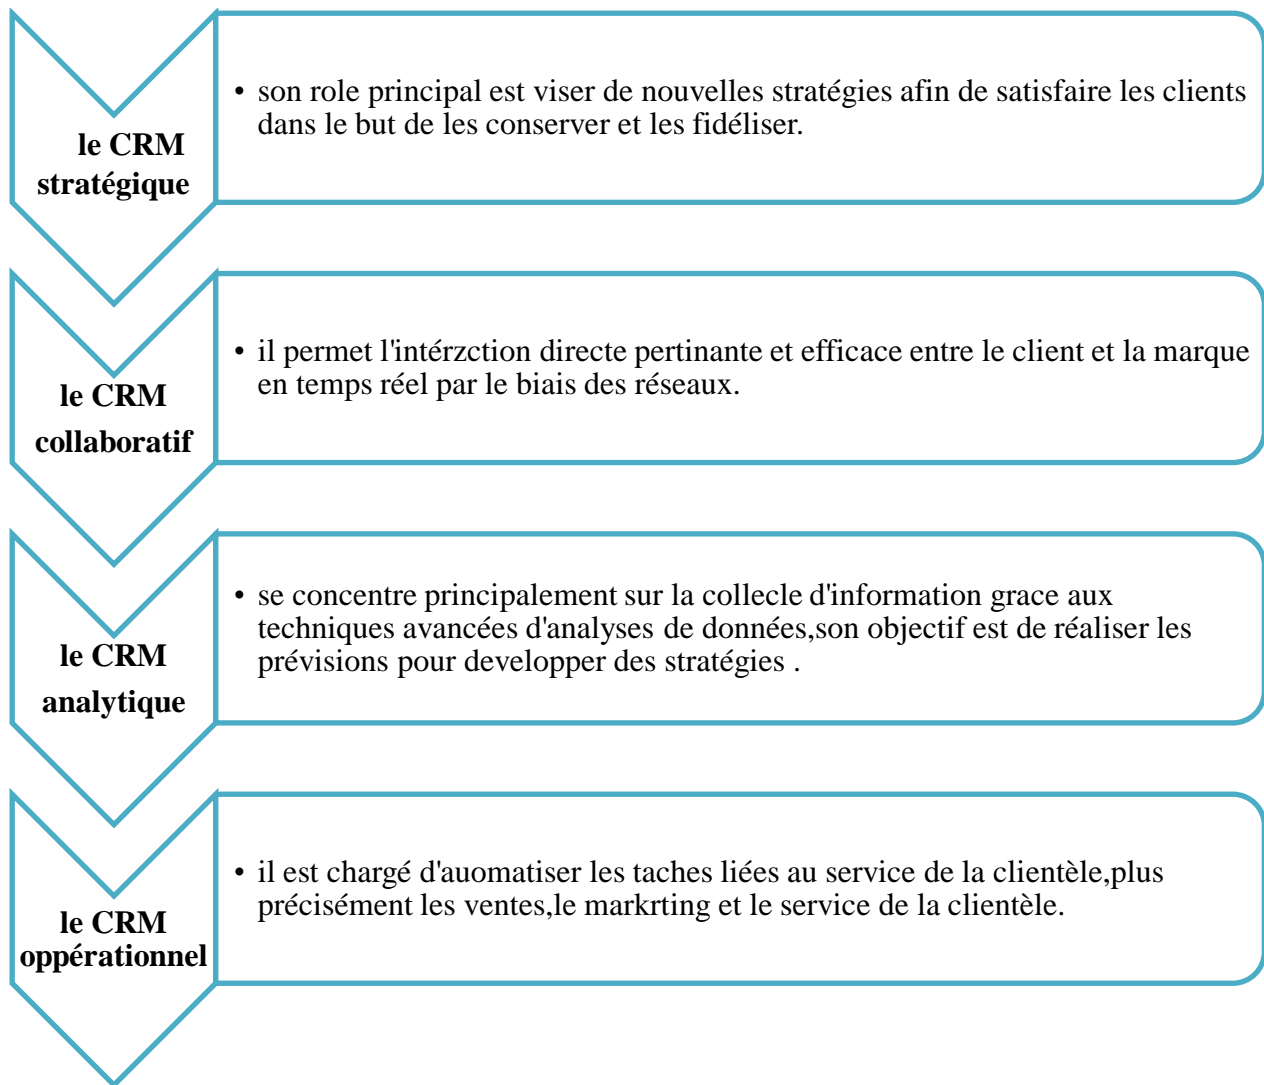 le CRM
stratégique
• son role principal est viser de nouvelles stratégies afin de satisfaire les clients
dans le but de les conserver et les fidéliser.
le CRM
collaboratif
• il permet l'intérzction directe pertinante et efficace entre le client et la marque
en temps réel par le biais des réseaux.
le CRM
analytique
• se concentre principalement sur la collecle d'information grace aux
techniques avancées d'analyses de données,son objectif est de réaliser les
prévisions pour developper des stratégies .
le CRM
oppérationnel
• il est chargé d'auomatiser les taches liées au service de la clientèle,plus
précisément les ventes,le markrting et le service de la clientèle.